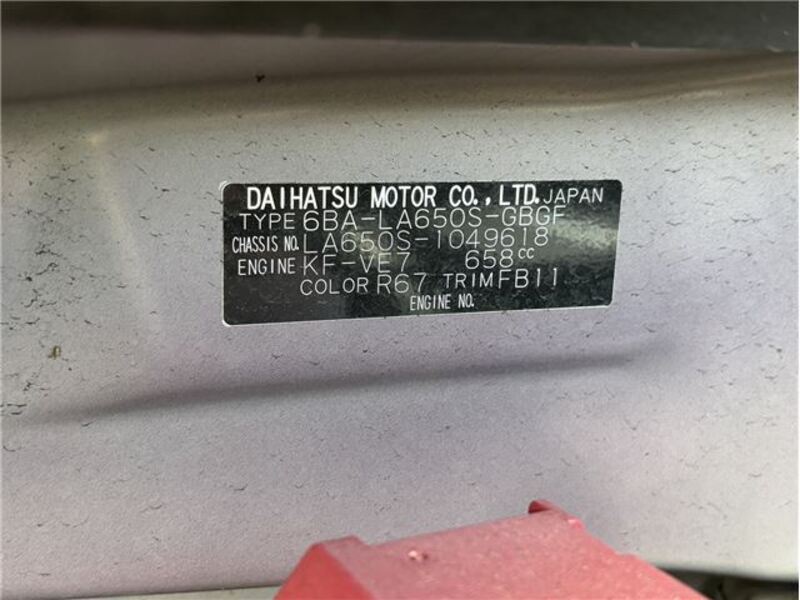 DAIHATSU MOTOR CO., LTD. JAPAN
TYPE 6BA-LA650S-GBGF
CHASSIS NO. LA650S-1049618
ENGINE KF-VE7 658cc
COLOR R67 TRIM FB11
ENGINE NO.